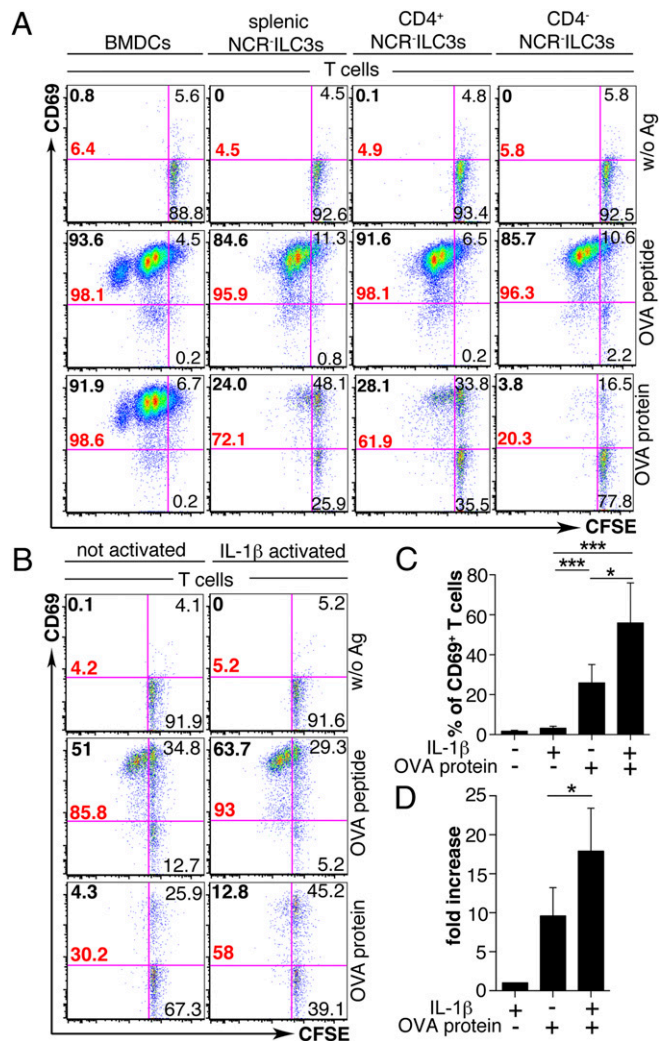 A
BMDCs
splenic
NCR-ILC3s
CD4+
NCR-ILC3s
CD4-
NCR-ILC3s
T cells
CD69
0.8 5.6
6.4
88.8
0 4.5
4.5
92.6
0.1 4.8
4.9
93.4
0 5.8
5.8
92.5
w/o Ag
93.6 4.5
98.1
0.2
84.6 11.3
95.9
0.8
91.6 6.5
98.1
0.2
85.7 10.6
96.3
2.2
OVA peptide
91.9 6.7
98.6
0.2
24.0 48.1
72.1
25.9
28.1 33.8
61.9
35.5
3.8 16.5
20.3
77.8
OVA protein
CFSE
B
not activated
IL-1β activated
T cells
CD69
0.1 4.1
4.2
91.9
0 5.2
5.2
91.6
w/o Ag
51 34.8
85.8
12.7
63.7 29.3
93
5.2
OVA peptide
4.3 25.9
30.2
67.3
12.8 45.2
58
39.1
OVA protein
CFSE
C
***
*** *
% of CD69+ T cells
80
60
40
20
0
IL-1β - + - +
OVA protein - - + +
D
*
fold increase
25
20
15
10
5
0
IL-1β + - +
OVA protein - + +